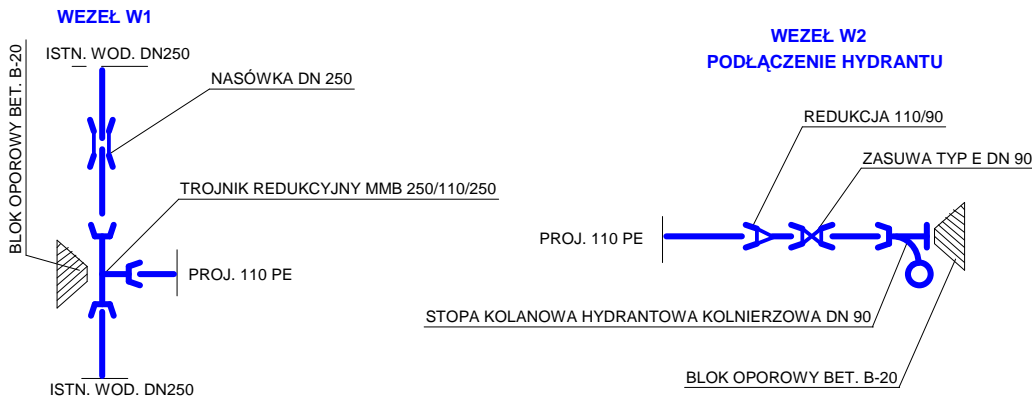 WEZEŁ W1
ISTN. WOD. DN250
NASÓWKA DN 250
BLOK OPOROWY BET. B-20
TROJNIK REDUKCYJNY MMB 250/110/250
PROJ. 110 PE
ISTN. WOD. DN250
WEZEŁ W2
PODŁĄCZENIE HYDRANTU
REDUKCJA 110/90
ZASUWA TYP E DN 90
PROJ. 110 PE
STOPA KOLANOWA HYDRANTOWA KOLNIERZOWA DN 90
BLOK OPOROWY BET. B-20